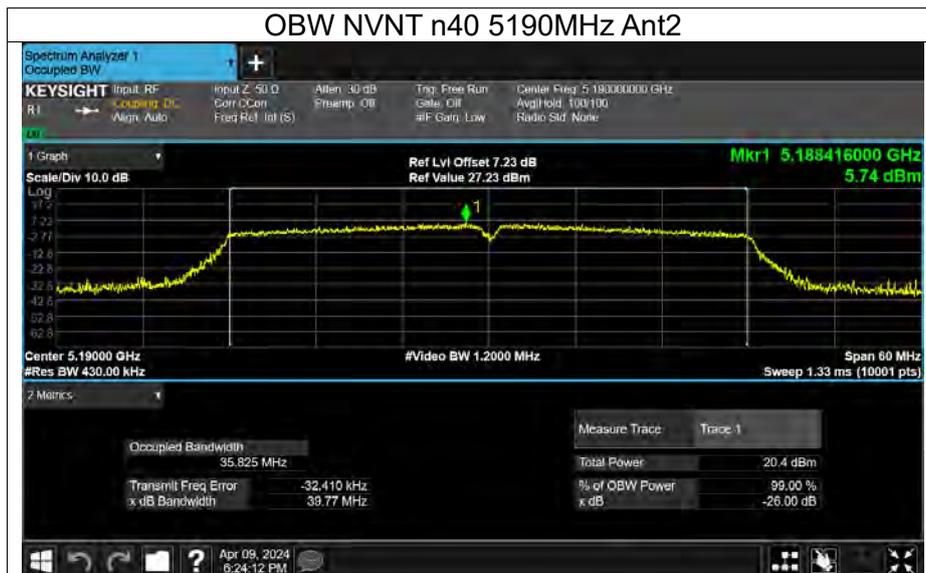 OBW NVNT n40 5190MHz Ant2
Spectrum Analyzer 1
Occupied BW
KEYSIGHT Input: RF
Coupling: DC
Align: Auto
Input Z: 50 Ω
Corr CCorr
Freq Ref: Int (S)
Atten: 30 dB
Preamp: Off
Trig: Free Run
Gate: Off
#IF Gain: Low
Center Freq: 5.190000000 GHz
Avg|Hold: 100/100
Radio Std: None
1 Graph
Scale/Div 10.0 dB
Ref Lvl Offset 7.23 dB
Ref Value 27.23 dBm
Mkr1 5.188416000 GHz
5.74 dBm
Log
17.2
7.23
-2.77
-12.8
-22.8
-32.8
-42.8
-52.8
-62.8
1
Center 5.19000 GHz
#Res BW 430.00 kHz
#Video BW 1.2000 MHz
Span 60 MHz
Sweep 1.33 ms (10001 pts)
2 Metrics
Measure Trace Trace 1
Occupied Bandwidth
35.825 MHz
Total Power 20.4 dBm
Transmit Freq Error -32.410 kHz
% of OBW Power 99.00 %
x dB Bandwidth 39.77 MHz
x dB -26.00 dB
Apr 09, 2024
6:24:12 PM